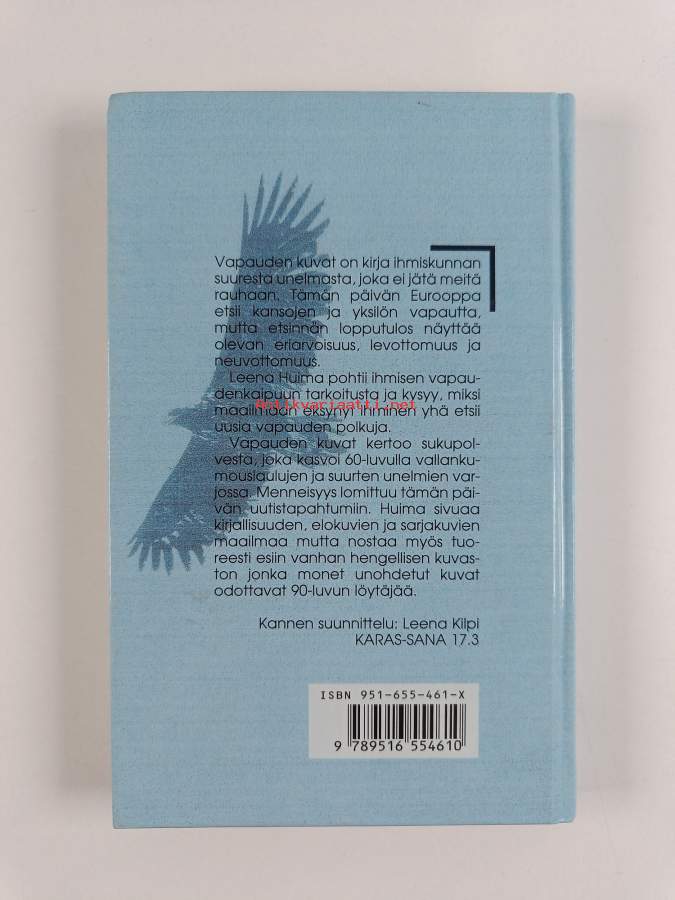 Vapauden kuvat on kirja ihmiskunnan
suuresta unelmasta, joka ei jätä meitä
rauhaan. Tämän päivän Eurooppa
etsii kansojen ja yksilön vapautta,
mutta etsinnän lopputulos näyttää
olevan eriarvoisuus, levottomuus ja
neuvottomuus.
Leena Huima pohtii ihmisen vapau-
denkaipuun tarkoitusta ja kysyy, miksi
Antikvariaatti.net
maailmaan eksynyt ihminen yhä etsii
uusia vapauden polkuja.
Vapauden kuvat kertoo sukupol-
vesta, joka kasvoi 60-luvulla vallanku-
mouslaulujen ja suurten unelmien var-
jossa. Menneisyys lomittuu tämän päi-
vän uutistapahtumiin. Huima sivuaa
kirjallisuuden, elokuvien ja sarjakuvien
maailmaa mutta nostaa myös tuo-
reesti esiin vanhan hengellisen kuvas-
ton jonka monet unohdetut kuvat
odottavat 90-luvun löytäjää.
Kannen suunnittelu: Leena Kilpi
KARAS-SANA 17.3
ISBN 951-655-461-X
9 789516 554610